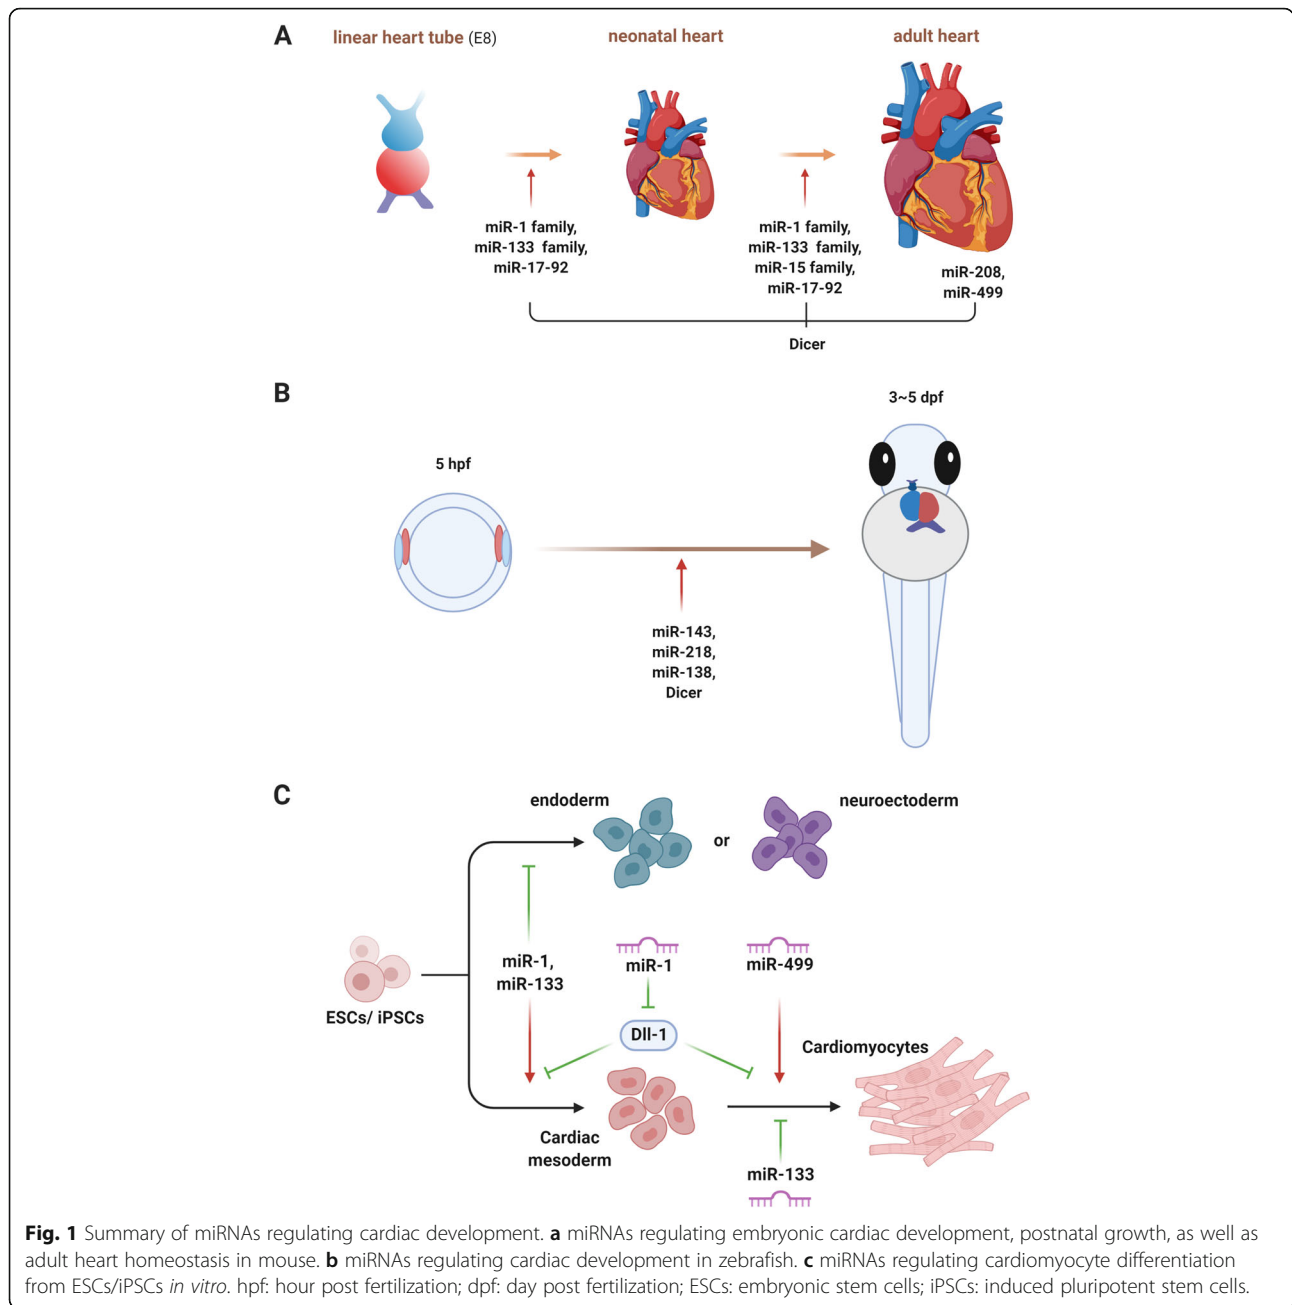 A
linear heart tube (E8)
neonatal heart
adult heart
miR-1 family,
miR-133 family,
miR-17-92
miR-1 family,
miR-133 family,
miR-15 family,
miR-17-92
miR-208,
miR-499
Dicer
B
5 hpf
3~5 dpf
miR-143,
miR-218,
miR-138,
Dicer
C
endoderm
or
neuroectoderm
ESCs/ iPSCs
miR-1,
miR-133
miR-1
miR-499
Dll-1
Cardiomyocytes
Cardiac
mesoderm
miR-133
Fig. 1 Summary of miRNAs regulating cardiac development. a miRNAs regulating embryonic cardiac development, postnatal growth, as well as
adult heart homeostasis in mouse. b miRNAs regulating cardiac development in zebrafish. c miRNAs regulating cardiomyocyte differentiation
from ESCs/iPSCs in vitro. hpf: hour post fertilization; dpf: day post fertilization; ESCs: embryonic stem cells; iPSCs: induced pluripotent stem cells.